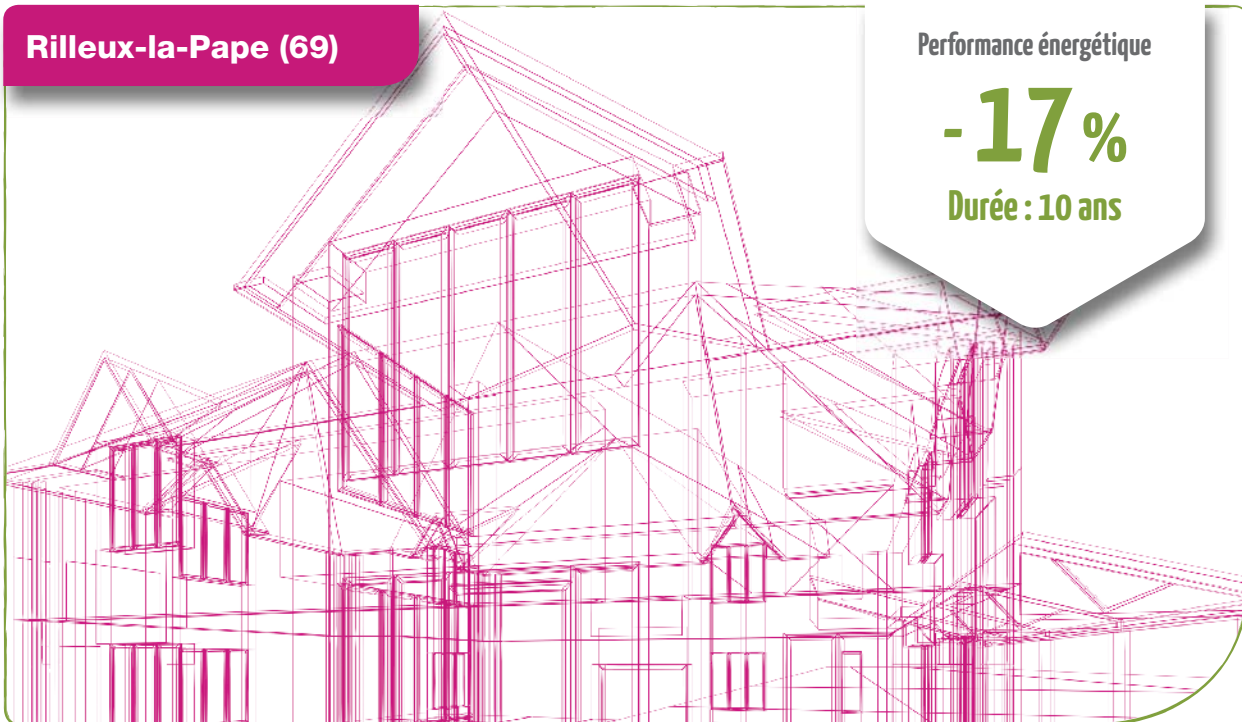 Rilleux-la-Pape (69)
Performance énergétique
- 17 %
Durée : 10 ans